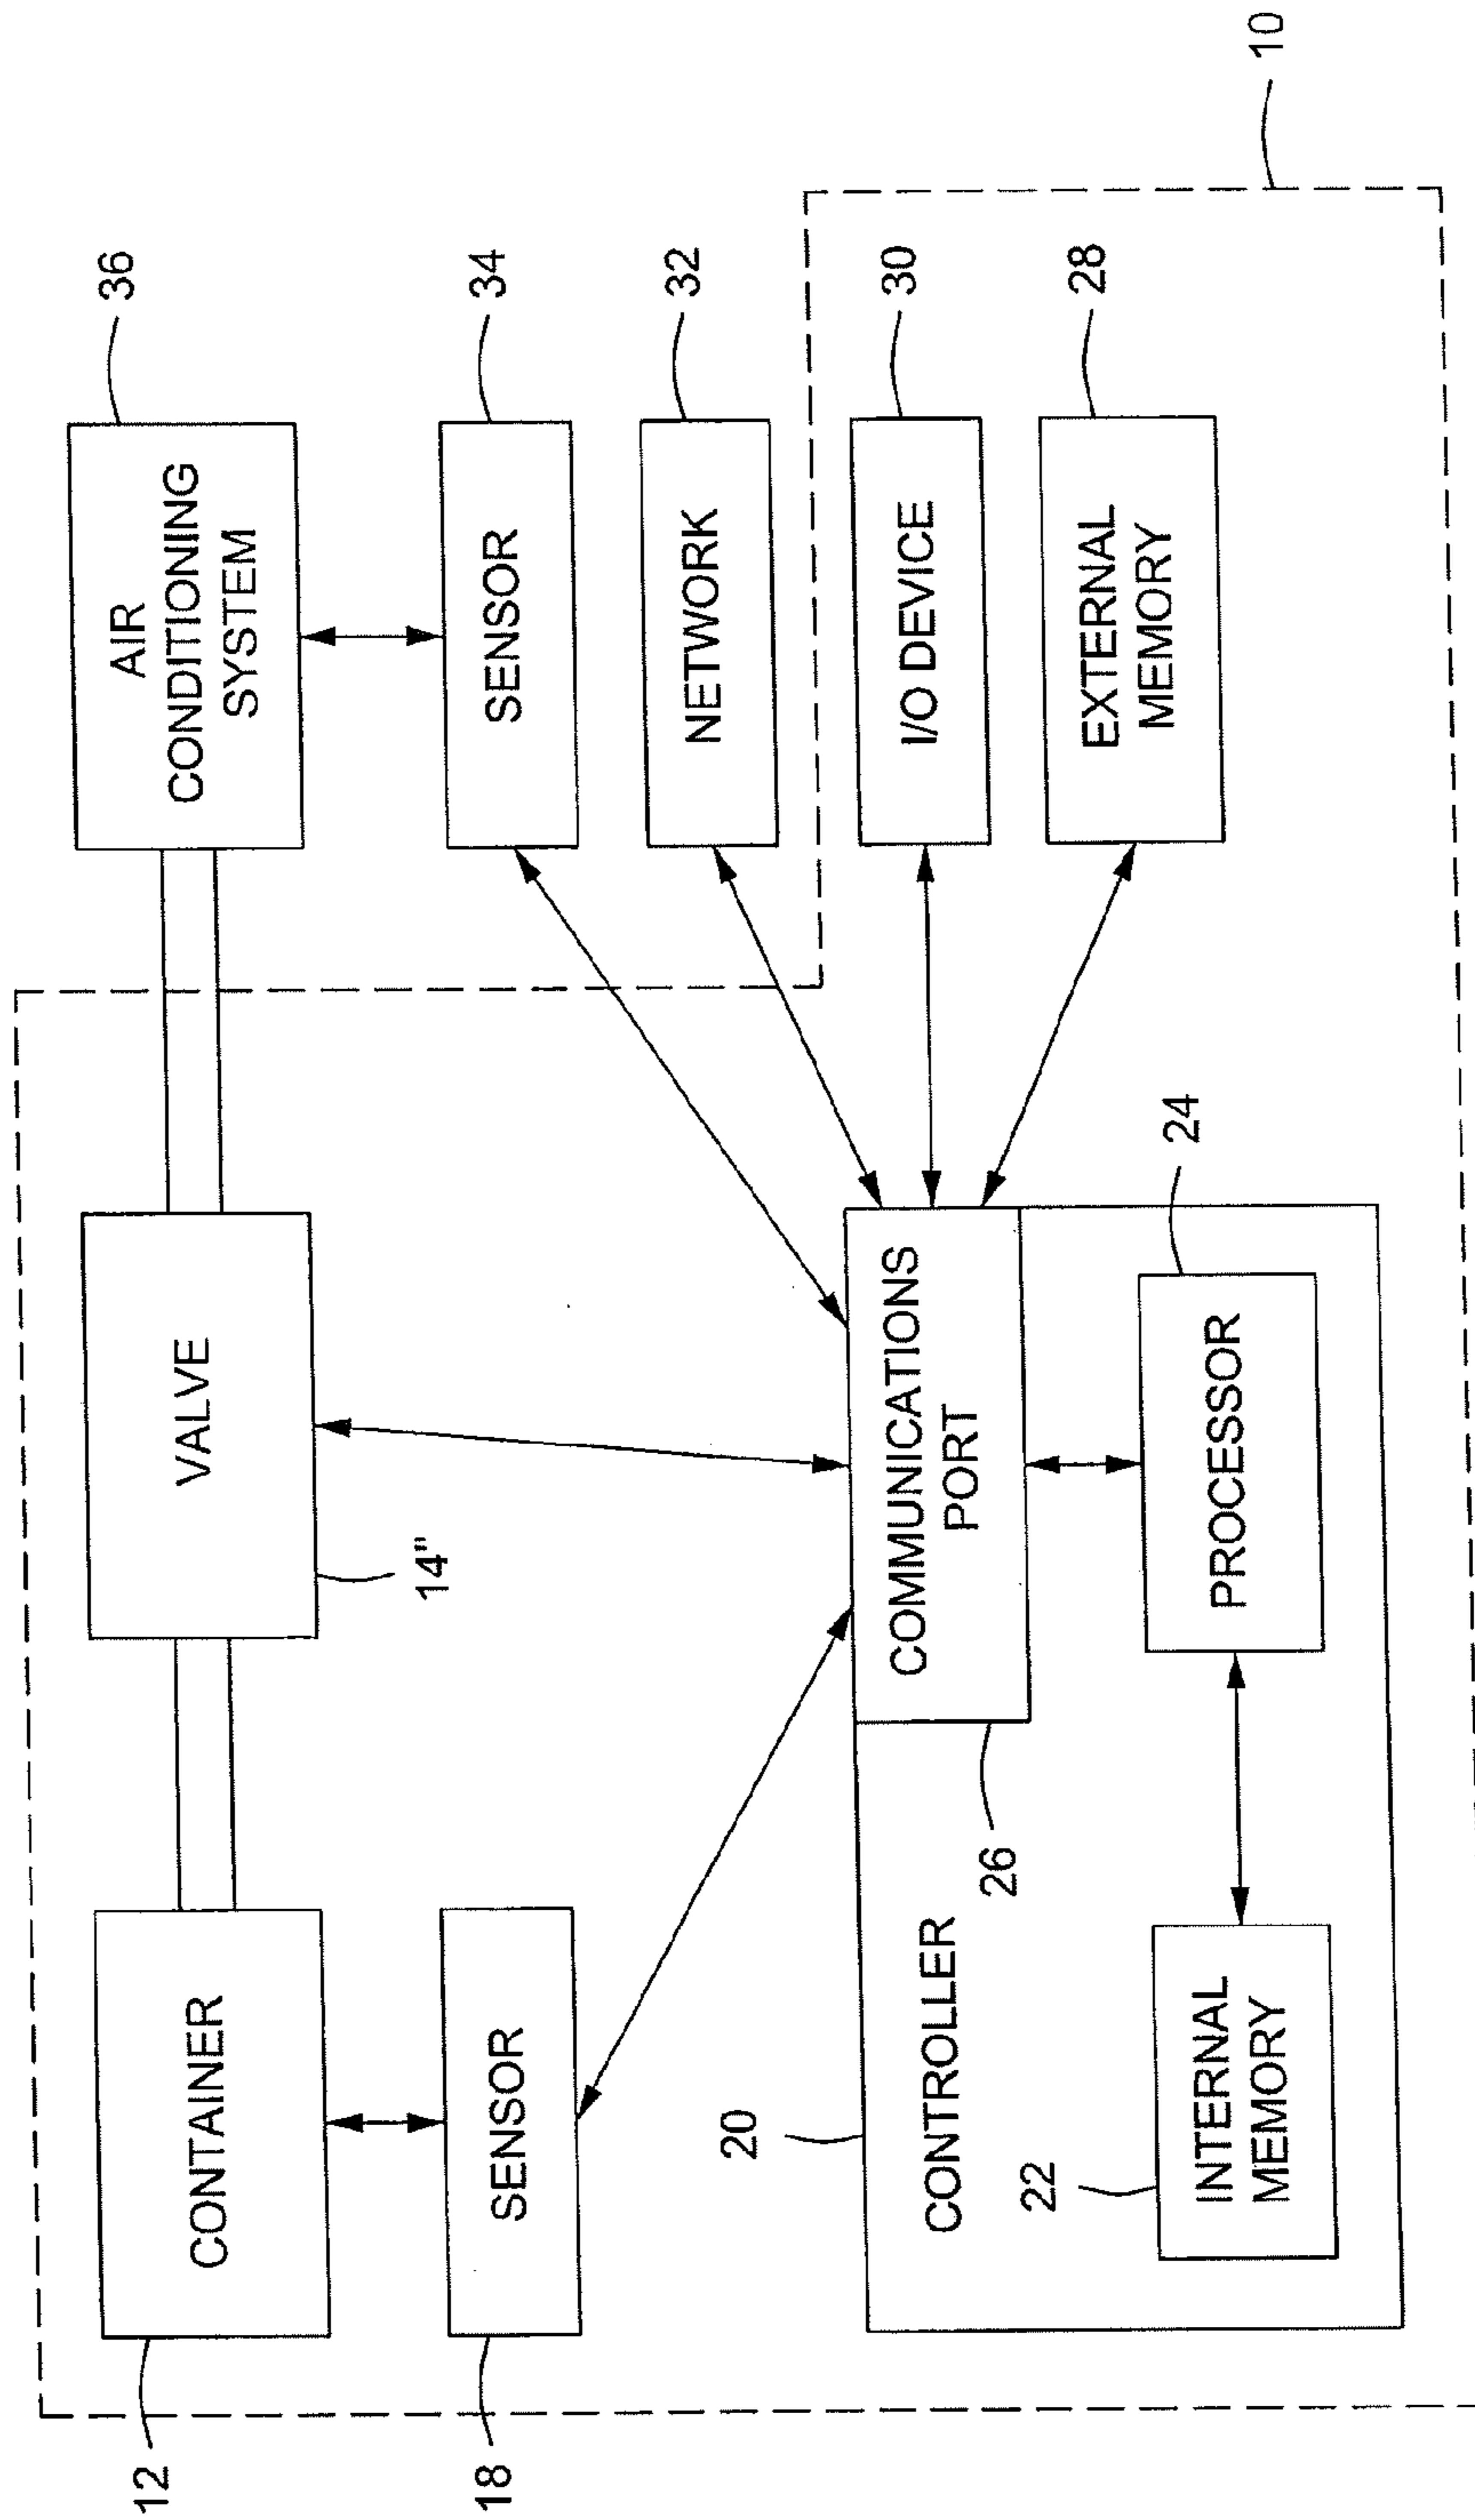 12
CONTAINER
VALVE
14"
AIR
CONDITIONING
SYSTEM
36
18
SENSOR
SENSOR
34
NETWORK
32
20
CONTROLLER
26
COMMUNICATIONS
PORT
I/O DEVICE
30
22
INTERNAL
MEMORY
PROCESSOR
24
EXTERNAL
MEMORY
28
10